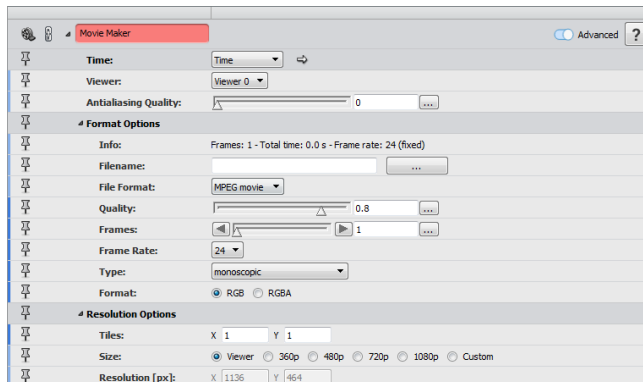 Movie Maker Advanced ?
Time: Time
Viewer: Viewer 0
Antialiasing Quality: 0 ...
Format Options
Info: Frames: 1 - Total time: 0.0 s - Frame rate: 24 (fixed)
Filename: ...
File Format: MPEG movie
Quality: 0.8 ...
Frames: 1 ...
Frame Rate: 24
Type: monoscopic
Format: RGB RGBA
Resolution Options
Tiles: X 1 Y 1
Size: Viewer 360p 480p 720p 1080p Custom
Resolution [px]: X 1136 Y 464